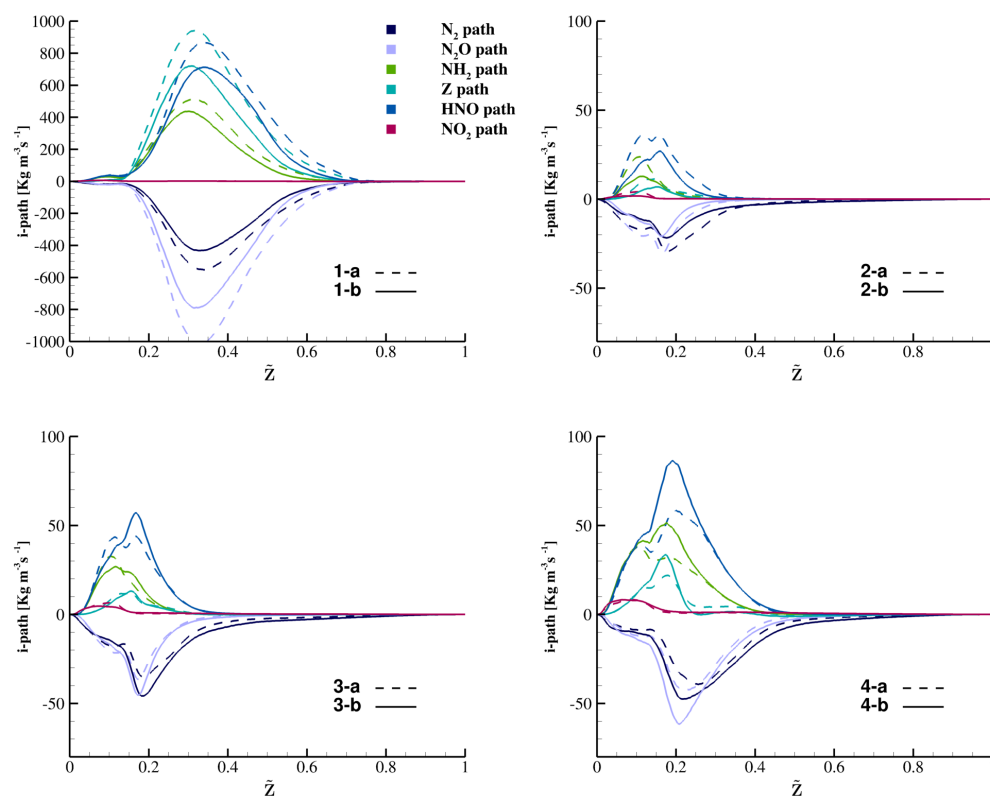 1000
800
600
400
200
0
-200
-400
-600
-800
-1000
i-path [Kg m⁻³s⁻¹]
N₂ path
N₂O path
NH₂ path
Z path
HNO path
NO₂ path
1-a
1-b
0 0.2 0.4 0.6 0.8 1
Z̃
100
50
0
-50
i-path [Kg m⁻³s⁻¹]
2-a
2-b
0 0.2 0.4 0.6 0.8
Z̃
100
50
0
-50
i-path [Kg m⁻³s⁻¹]
3-a
3-b
0 0.2 0.4 0.6 0.8 1
Z̃
100
50
0
-50
i-path [Kg m⁻³s⁻¹]
4-a
4-b
0 0.2 0.4 0.6 0.8
Z̃